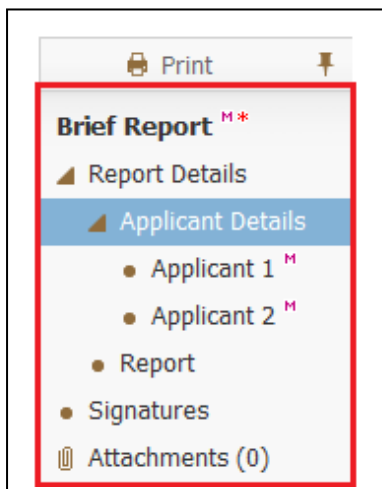 Print
Brief Report M*
Report Details
Applicant Details
Applicant 1 M
Applicant 2 M
Report
Signatures
Attachments (0)